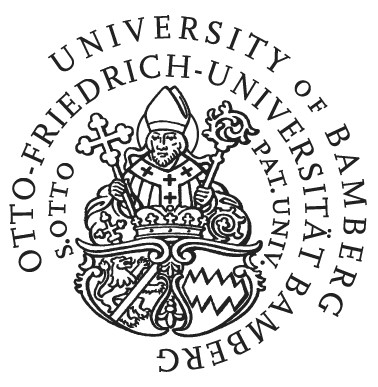 UNIVERSITY OF BAMBERG
OTTO-FRIEDRICH-UNIVERSITÄT BAMBERG
S.OTTO
PAT. UNIV.